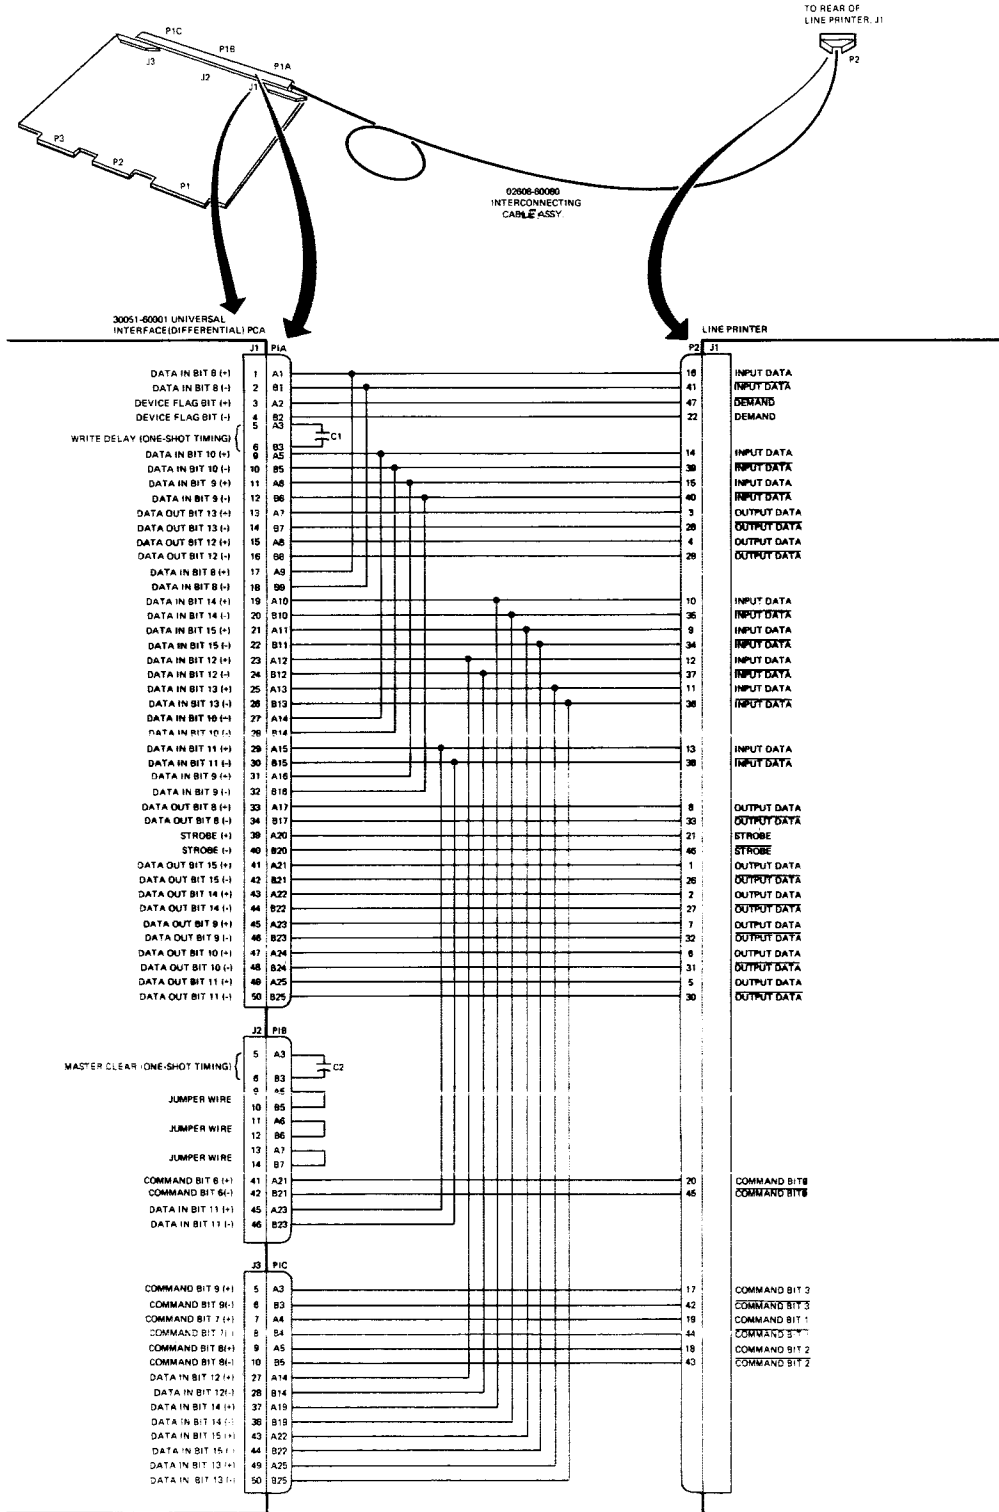 TO REAR OF
LINE PRINTER, J1
P2
P1C
P1B
P1A
J3
J2
J1
P3
P2
P1
02608-80080
INTERCONNECTING
CABLE ASSY.
30051-60001 UNIVERSAL
INTERFACE(DIFFERENTIAL) PCA
LINE PRINTER
J1 PIA P2 J1
DATA IN BIT 8 (+) 1 A1 16 INPUT DATA
DATA IN BIT 8 (-) 2 B1 41 INPUT DATA
DEVICE FLAG BIT (+) 3 A2 47 DEMAND
DEVICE FLAG BIT (-) 4 B2 22 DEMAND
5 A3
WRITE DELAY (ONE-SHOT TIMING) C1
6 B3
DATA IN BIT 10 (+) 9 A5 14 INPUT DATA
DATA IN BIT 10 (-) 10 B5 39 INPUT DATA
DATA IN BIT 9 (+) 11 A6 15 INPUT DATA
DATA IN BIT 9 (-) 12 B6 40 INPUT DATA
DATA OUT BIT 13 (+) 13 A7 3 OUTPUT DATA
DATA OUT BIT 13 (-) 14 B7 28 OUTPUT DATA
DATA OUT BIT 12 (+) 15 A8 4 OUTPUT DATA
DATA OUT BIT 12 (-) 16 B8 29 OUTPUT DATA
DATA IN BIT 8 (+) 17 A9
DATA IN BIT 8 (-) 18 B9
DATA IN BIT 14 (+) 19 A10 10 INPUT DATA
DATA IN BIT 14 (-) 20 B10 35 INPUT DATA
DATA IN BIT 15 (+) 21 A11 9 INPUT DATA
DATA IN BIT 15 (-) 22 B11 34 INPUT DATA
DATA IN BIT 12 (+) 23 A12 12 INPUT DATA
DATA IN BIT 12 (-) 24 B12 37 INPUT DATA
DATA IN BIT 13 (+) 25 A13 11 INPUT DATA
DATA IN BIT 13 (-) 26 B13 36 INPUT DATA
DATA IN BIT 10 (+) 27 A14
DATA IN BIT 10 (-) 28 B14
DATA IN BIT 11 (+) 29 A15 13 INPUT DATA
DATA IN BIT 11 (-) 30 B15 38 INPUT DATA
DATA IN BIT 9 (+) 31 A16
DATA IN BIT 9 (-) 32 B16
DATA OUT BIT 8 (+) 33 A17 8 OUTPUT DATA
DATA OUT BIT 8 (-) 34 B17 33 OUTPUT DATA
STROBE (+) 39 A20 21 STROBE
STROBE (-) 40 B20 46 STROBE
DATA OUT BIT 15 (+) 41 A21 1 OUTPUT DATA
DATA OUT BIT 15 (-) 42 B21 26 OUTPUT DATA
DATA OUT BIT 14 (+) 43 A22 2 OUTPUT DATA
DATA OUT BIT 14 (-) 44 B22 27 OUTPUT DATA
DATA OUT BIT 9 (+) 45 A23 7 OUTPUT DATA
DATA OUT BIT 9 (-) 46 B23 32 OUTPUT DATA
DATA OUT BIT 10 (+) 47 A24 6 OUTPUT DATA
DATA OUT BIT 10 (-) 48 B24 31 OUTPUT DATA
DATA OUT BIT 11 (+) 49 A25 5 OUTPUT DATA
DATA OUT BIT 11 (-) 50 B25 30 OUTPUT DATA
J2 PIB
5 A3
MASTER CLEAR (ONE-SHOT TIMING) C2
6 B3
9 A5
JUMPER WIRE
10 B5
11 A6
JUMPER WIRE
12 B6
13 A7
JUMPER WIRE
14 B7
COMMAND BIT 6 (+) 41 A21 20 COMMAND BIT
COMMAND BIT 6(-) 42 B21 45 COMMAND BIT
DATA IN BIT 11 (+) 45 A23
DATA IN BIT 11 (-) 46 B23
J3 PIC
COMMAND BIT 9 (+) 5 A3 17 COMMAND BIT 3
COMMAND BIT 9(-) 6 B3 42 COMMAND BIT 3
COMMAND BIT 7 (+) 7 A4 19 COMMAND BIT 1
COMMAND BIT 7(-) 8 B4 44 COMMAND BIT
COMMAND BIT 8(+) 9 A5 18 COMMAND BIT 2
COMMAND BIT 8(-) 10 B5 43 COMMAND BIT 2
DATA IN BIT 12 (+) 27 A14
DATA IN BIT 12(-) 28 B14
DATA IN BIT 14 (+) 37 A19
DATA IN BIT 14 (-) 38 B19
DATA IN BIT 15 (+) 43 A22
DATA IN BIT 15 (-) 44 B22
DATA IN BIT 13 (+) 49 A25
DATA IN BIT 13 (-) 50 B25